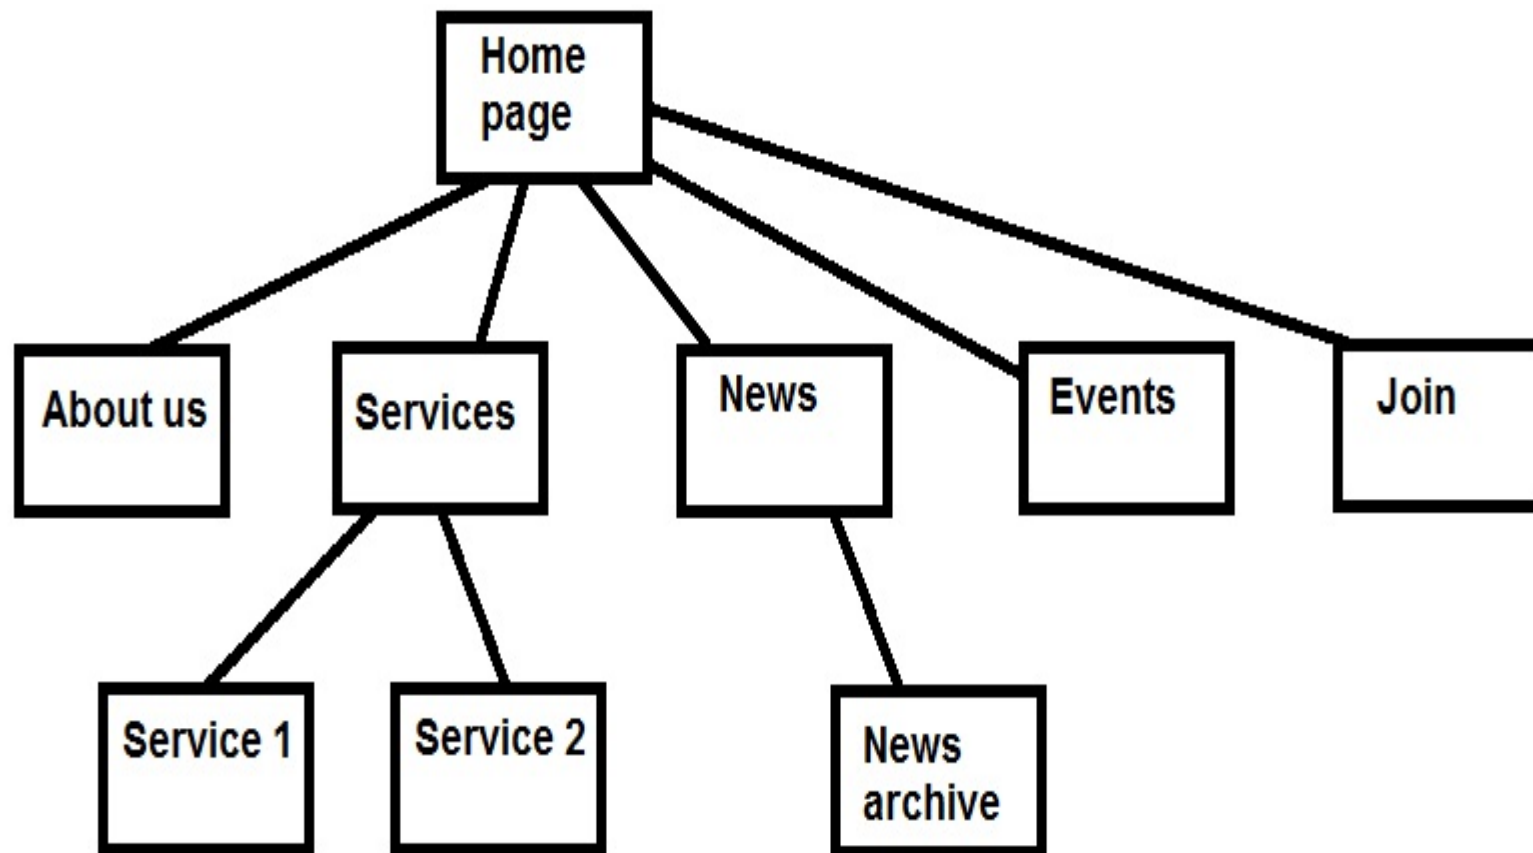 Home
page
About us
Services
News
Events
Join
Service 1
Service 2
News
archive